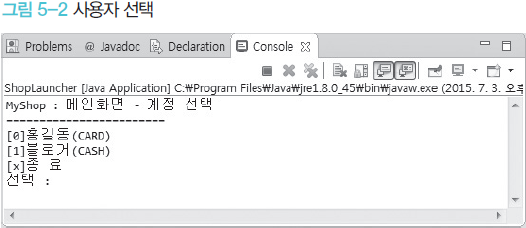 그림 5-2 사용자 선택
Problems @ Javadoc Declaration Console
ShopLauncher [Java Application] C:₩Program Files₩Java₩jre1.8.0_45₩bin₩javaw.exe (2015. 7. 3. 오후
MyShop : 메인화면 - 계정 선택
------------------------
[0]홍길동(CARD)
[1]블로거(CASH)
[x]종 료
선택 :